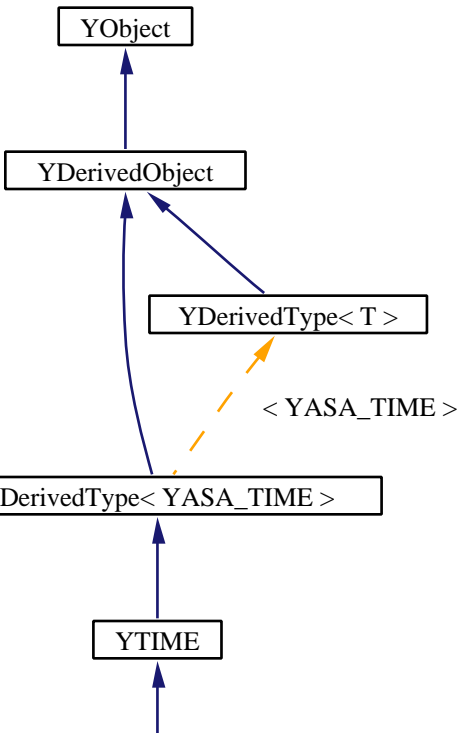 YObject
YDerivedObject
YDerivedType< T >
< YASA_TIME >
DerivedType< YASA_TIME >
YTIME